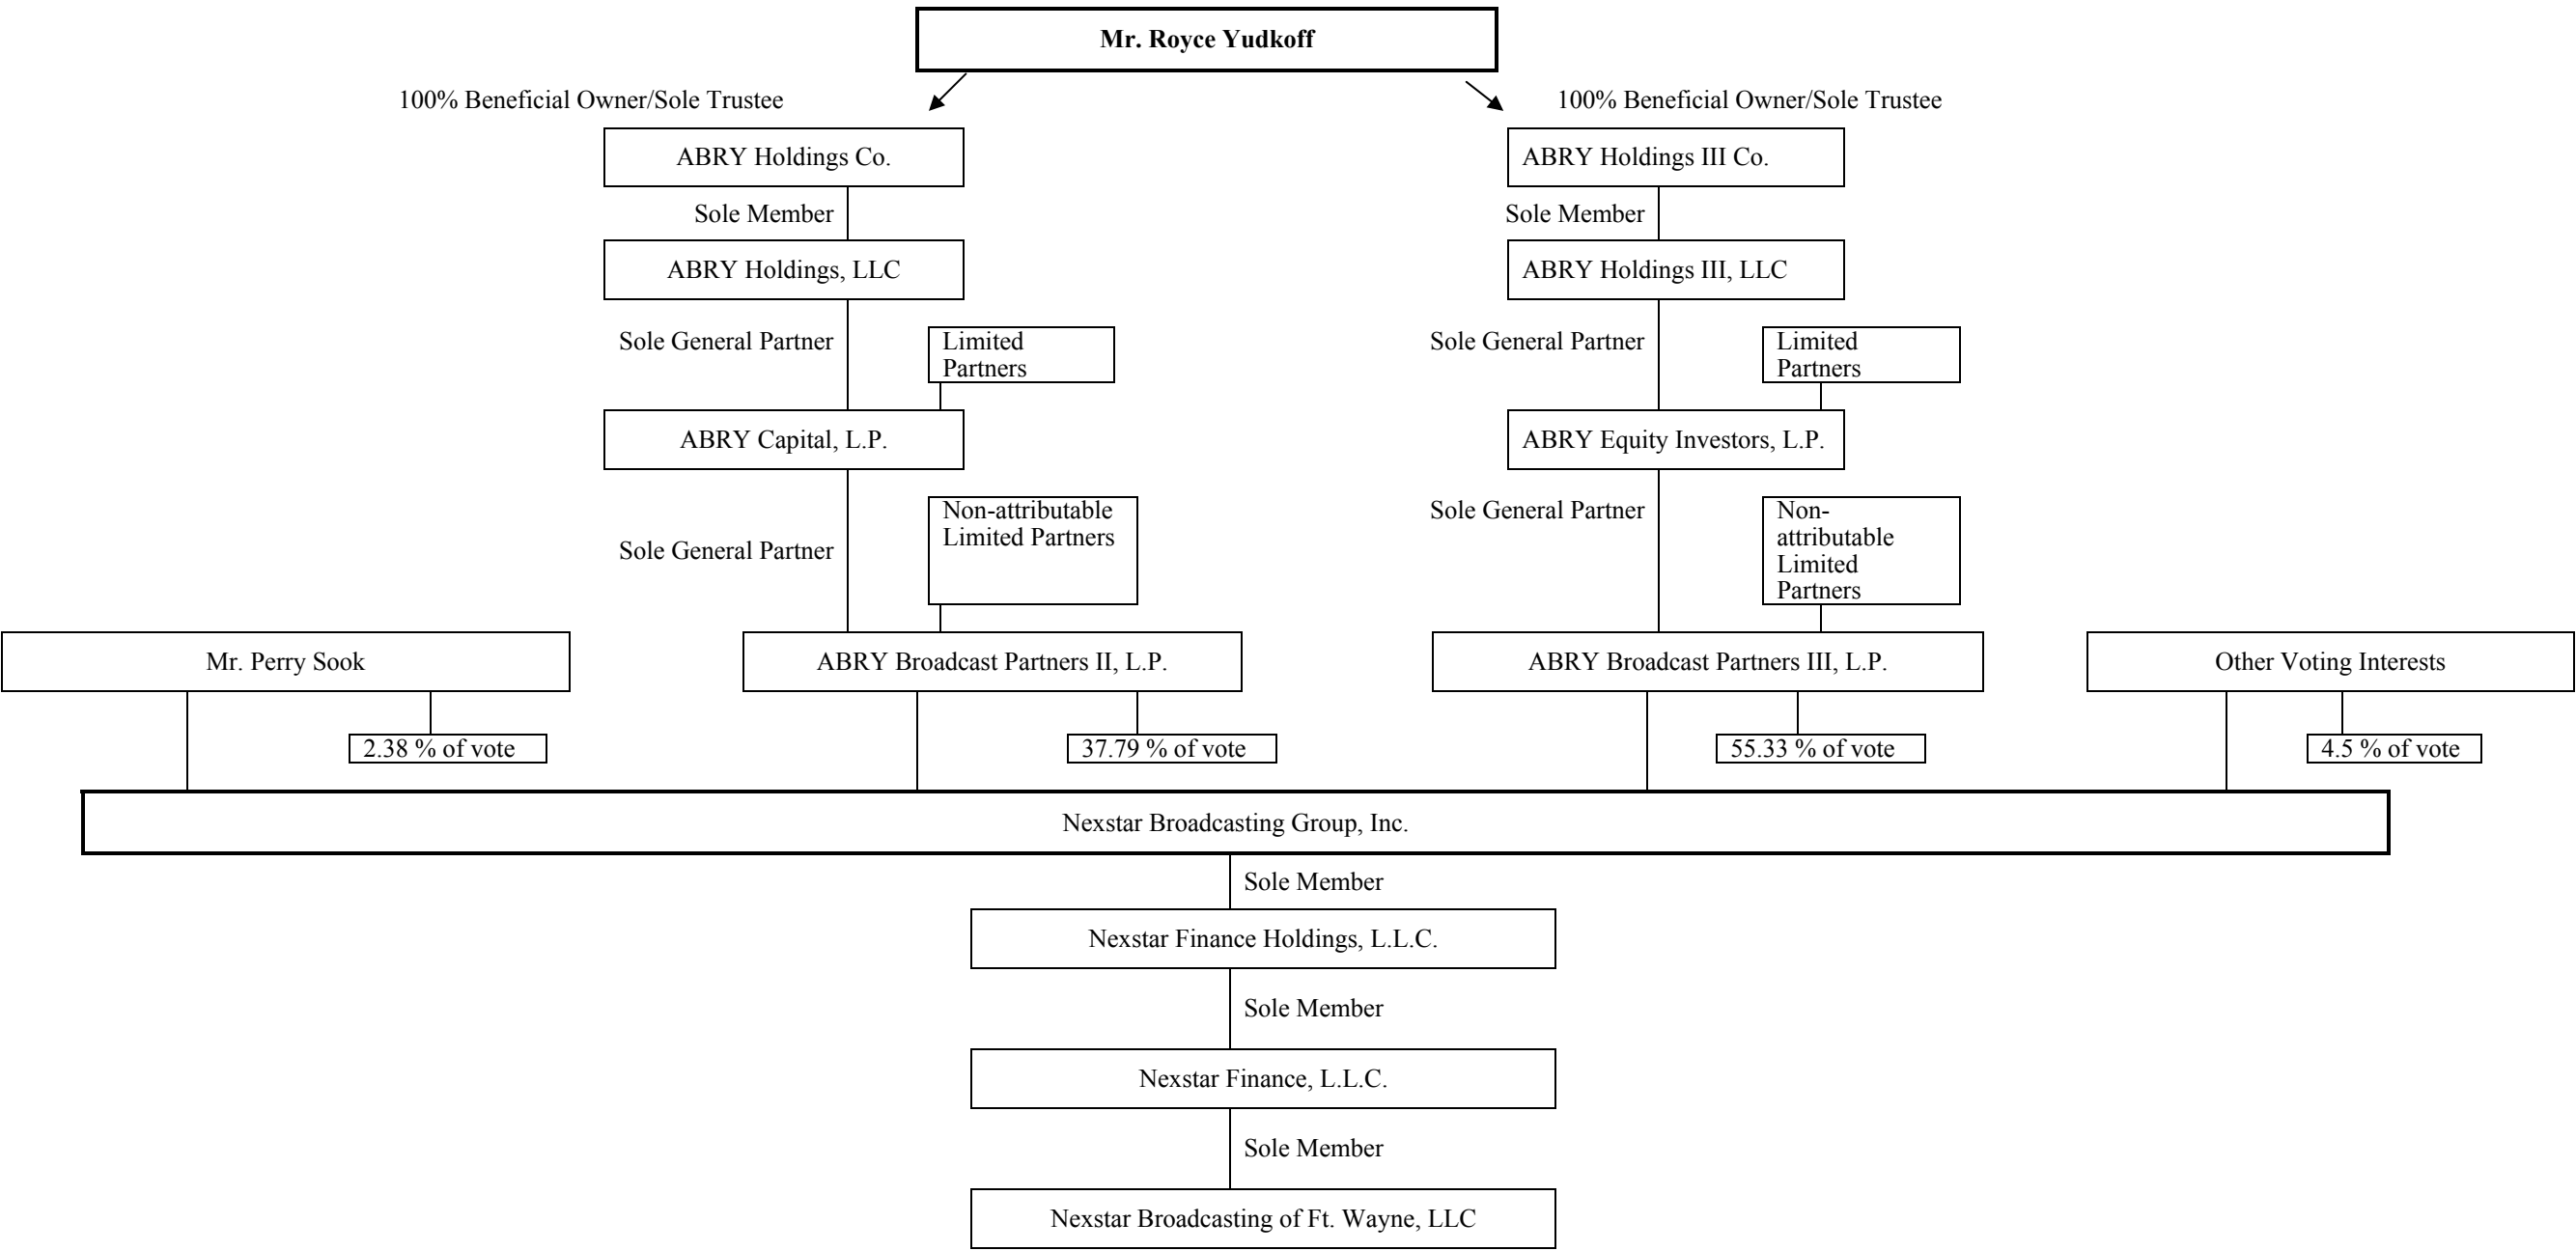 Mr. Royce Yudkoff
100% Beneficial Owner/Sole Trustee
100% Beneficial Owner/Sole Trustee
ABRY Holdings Co.
ABRY Holdings III Co.
Sole Member
Sole Member
ABRY Holdings, LLC
ABRY Holdings III, LLC
Sole General Partner
Limited
Partners
Sole General Partner
Limited
Partners
ABRY Capital, L.P.
ABRY Equity Investors, L.P.
Sole General Partner
Non-attributable
Limited Partners
Sole General Partner
Non-
attributable
Limited
Partners
Mr. Perry Sook
ABRY Broadcast Partners II, L.P.
ABRY Broadcast Partners III, L.P.
Other Voting Interests
2.38 % of vote
37.79 % of vote
55.33 % of vote
4.5 % of vote
Nexstar Broadcasting Group, Inc.
Sole Member
Nexstar Finance Holdings, L.L.C.
Sole Member
Nexstar Finance, L.L.C.
Sole Member
Nexstar Broadcasting of Ft. Wayne, LLC